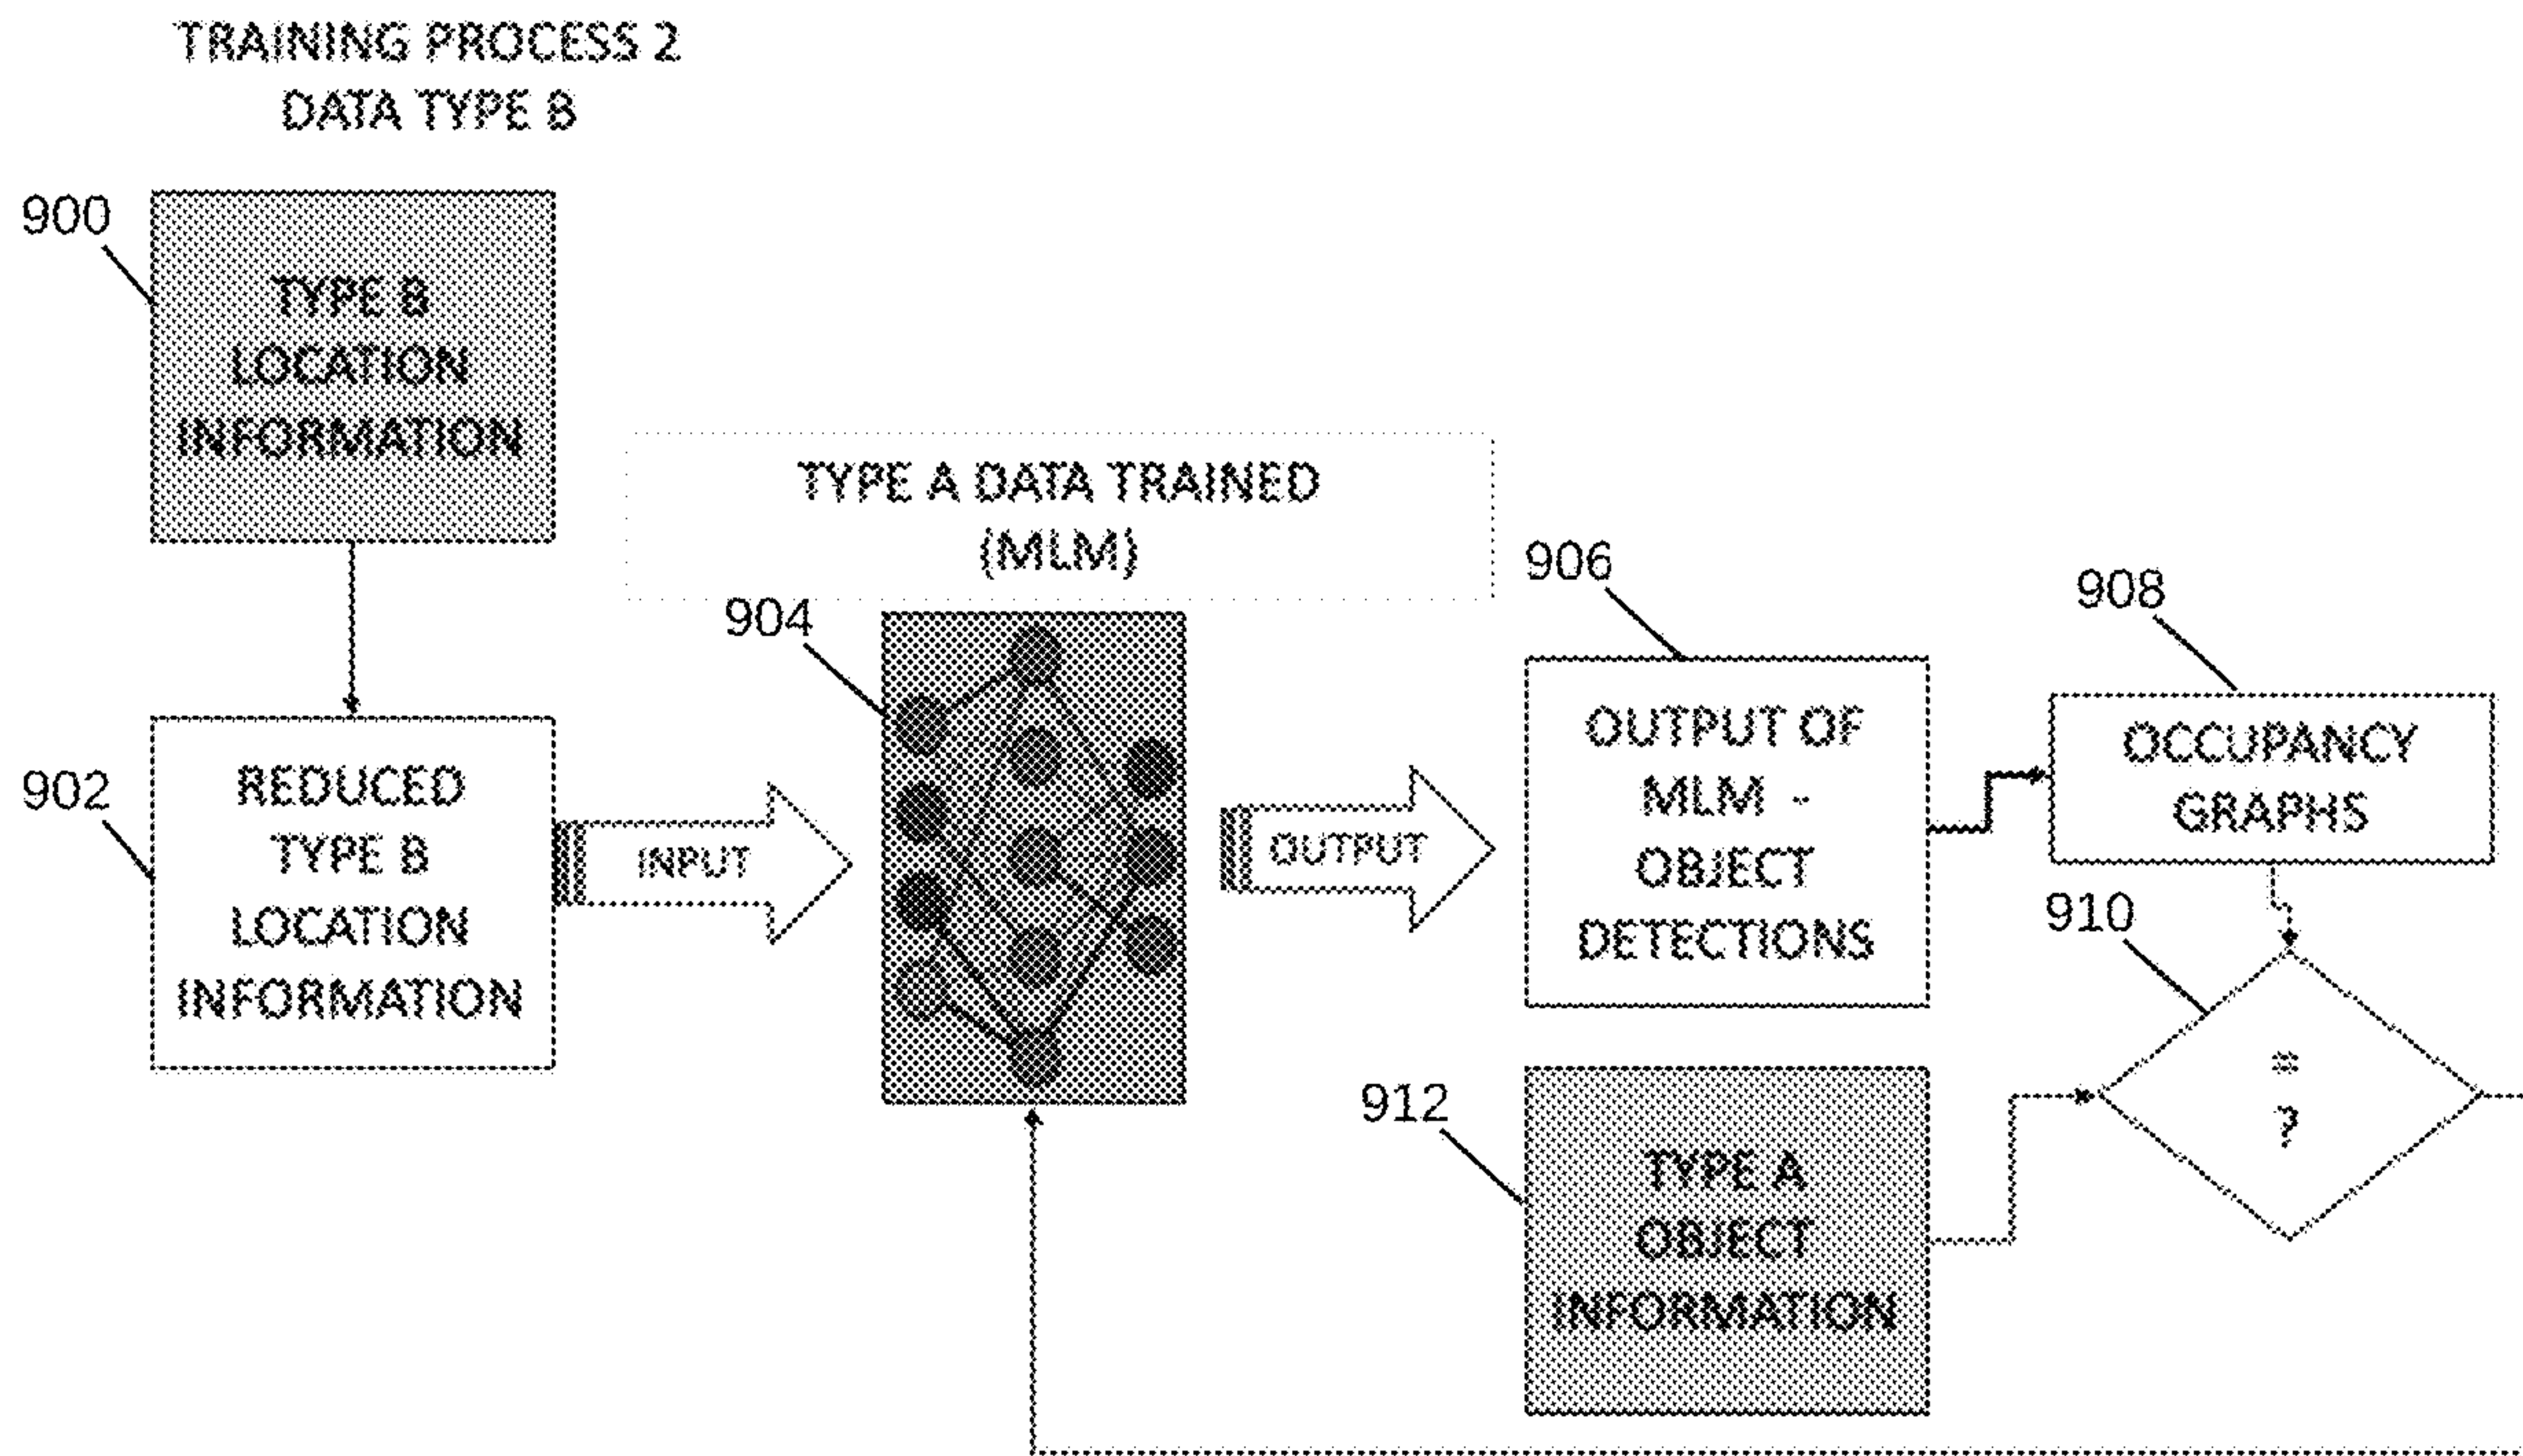 TRAINING PROCESS 2
DATA TYPE B
900
TYPE B
LOCATION
INFORMATION
TYPE A DATA TRAINED
(MLM)
902
REDUCED
TYPE B
LOCATION
INFORMATION
INPUT
904
OUTPUT
906
OUTPUT OF
MLM -
OBJECT
DETECTIONS
908
OCCUPANCY
GRAPHS
910
=
?
912
TYPE A
OBJECT
INFORMATION